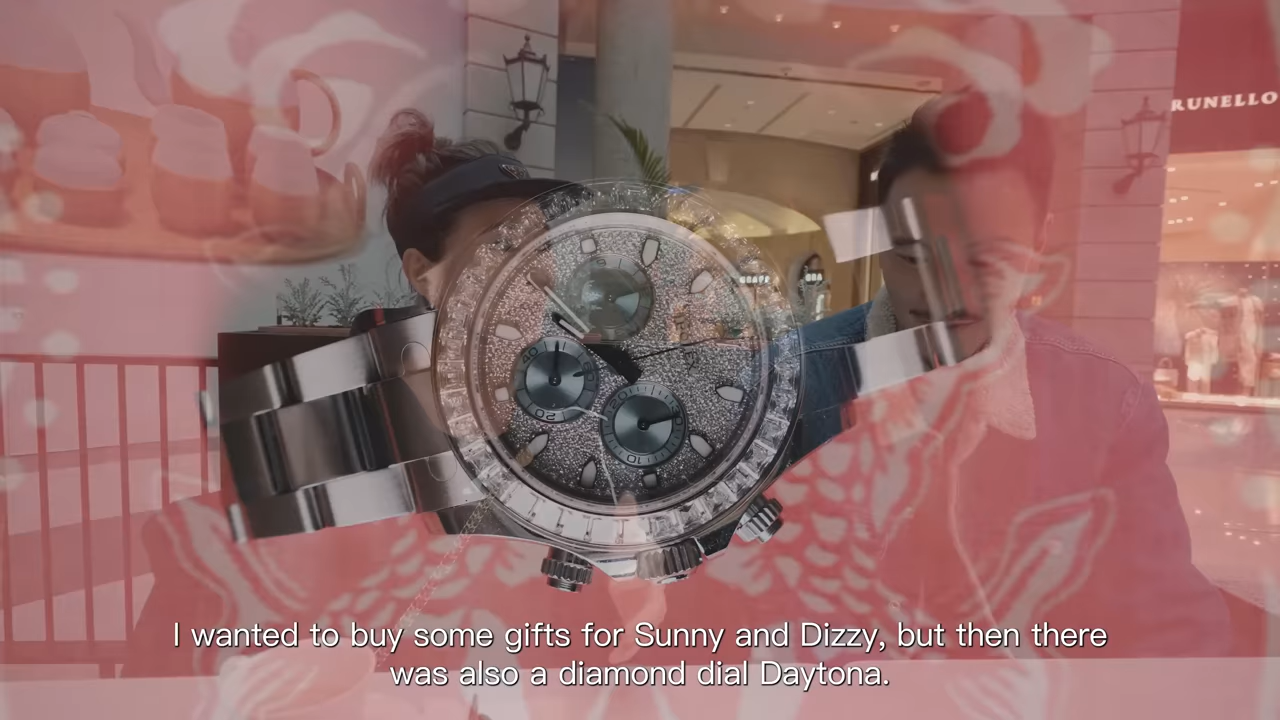 RUNELLO
I wanted to buy some gifts for Sunny and Dizzy, but then there
was also a diamond dial Daytona.